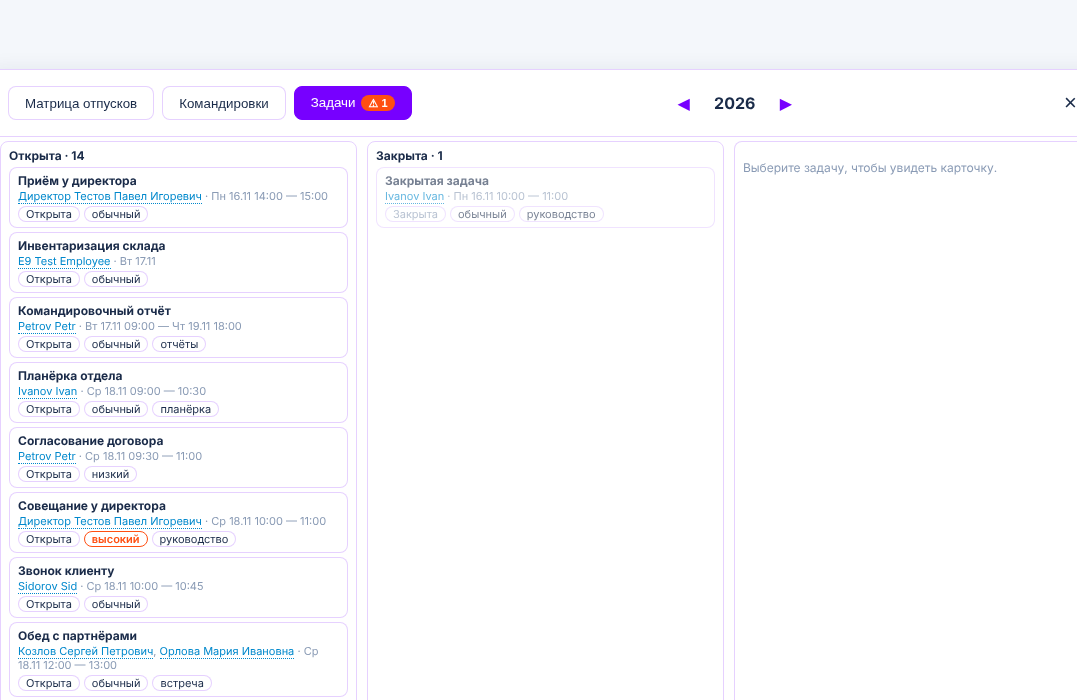 Матрица отпусков
Командировки
Задачи ⚠ 1
◀ 2026 ▶
✕
Открыта · 14
Приём у директора
Директор Тестов Павел Игоревич · Пн 16.11 14:00 — 15:00
Открыта обычный
Инвентаризация склада
E9 Test Employee · Вт 17.11
Открыта обычный
Командировочный отчёт
Petrov Petr · Вт 17.11 09:00 — Чт 19.11 18:00
Открыта обычный отчёты
Планёрка отдела
Ivanov Ivan · Ср 18.11 09:00 — 10:30
Открыта обычный планёрка
Согласование договора
Petrov Petr · Ср 18.11 09:30 — 11:00
Открыта низкий
Совещание у директора
Директор Тестов Павел Игоревич · Ср 18.11 10:00 — 11:00
Открыта высокий руководство
Звонок клиенту
Sidorov Sid · Ср 18.11 10:00 — 10:45
Открыта обычный
Обед с партнёрами
Козлов Сергей Петрович, Орлова Мария Ивановна · Ср
18.11 12:00 — 13:00
Открыта обычный встреча
Закрыта · 1
Закрытая задача
Ivanov Ivan · Пн 16.11 10:00 — 11:00
Закрыта обычный руководство
Выберите задачу, чтобы увидеть карточку.